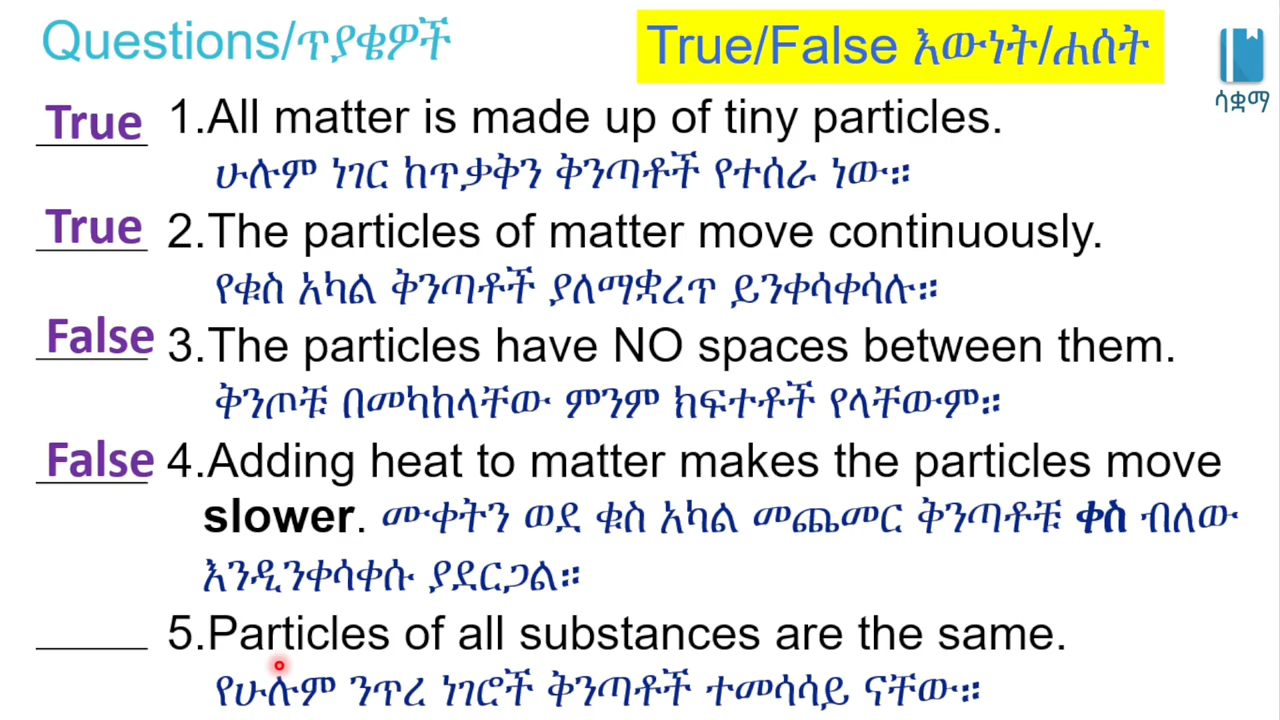 Questions/ጥያቄዎች
True/False እውነት/ሐሰት
ሳቋማ
True 1.All matter is made up of tiny particles.
ሁሉም ነገር ከጥቃቅን ቅንጣቶች የተሰራ ነው።
True 2.The particles of matter move continuously.
የቁስ አካል ቅንጣቶች ያለማቋረጥ ይንቀሳቀሳሉ።
False 3.The particles have NO spaces between them.
ቅንጦቹ በመካከላቸው ምንም ክፍተቶች የላቸውም።
False 4.Adding heat to matter makes the particles move
slower. ሙቀትን ወደ ቁስ አካል መጨመር ቅንጣቶቹ ቀስ ብለው
እንዲንቀሳቀሱ ያደርጋል።
5.Particles of all substances are the same.
የሁሉም ንጥረ ነገሮች ቅንጣቶች ተመሳሳይ ናቸው።